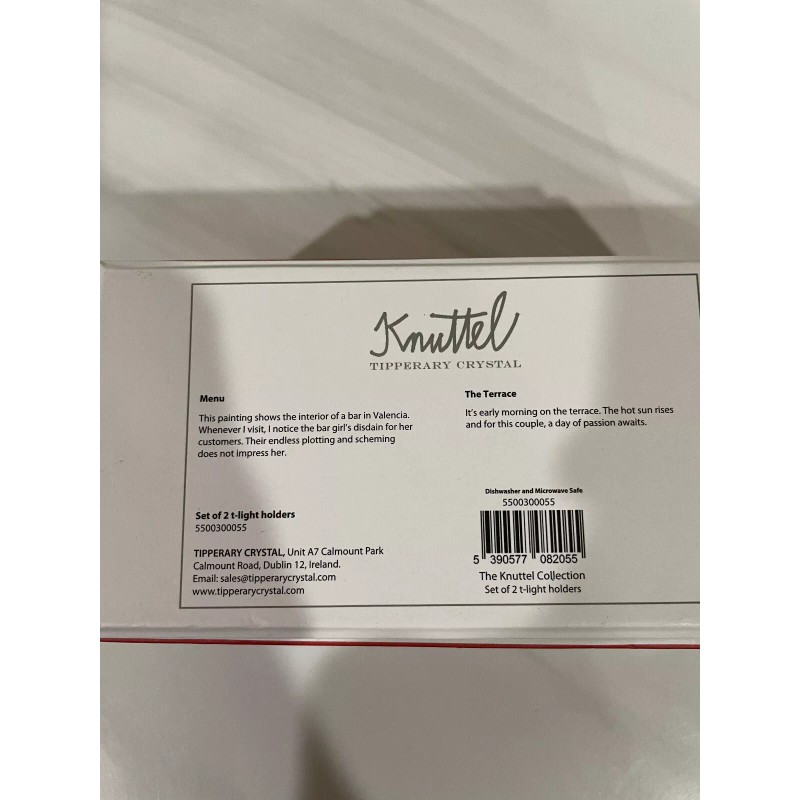 Knuttel
TIPPERARY CRYSTAL
Menu
This painting shows the interior of a bar in Valencia.
Whenever I visit, I notice the bar girl's disdain for her
customers. Their endless plotting and scheming
does not impress her.
The Terrace
It's early morning on the terrace. The hot sun rises
and for this couple, a day of passion awaits.
Set of 2 t-light holders
5500300055
TIPPERARY CRYSTAL, Unit A7 Calmount Park
Calmount Road, Dublin 12, Ireland.
Email: sales@tipperarycrystal.com
www.tipperarycrystal.com
Dishwasher and Microwave Safe
5500300055
5 390577 082055
The Knuttel Collection
Set of 2 t-light holders